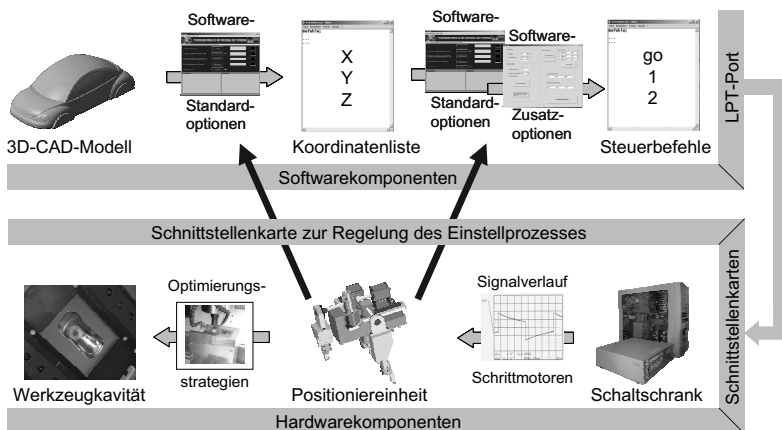 Software-
Standard-
optionen
3D-CAD-Modell
Befehle:
X
Y
Z
Koordinatenliste
Software-
Standard-
optionen
Software-
Zusatz-
optionen
go
1
2
Steuerbefehle
LPT-Port
Softwarekomponenten
Schnittstellenkarte zur Regelung des Einstellprozesses
Schnittstellenkarten
Werkzeugkavität
Optimierungs-
strategien
Positioniereinheit
Signalverlauf
Schrittmotoren
Schaltschrank
Hardwarekomponenten